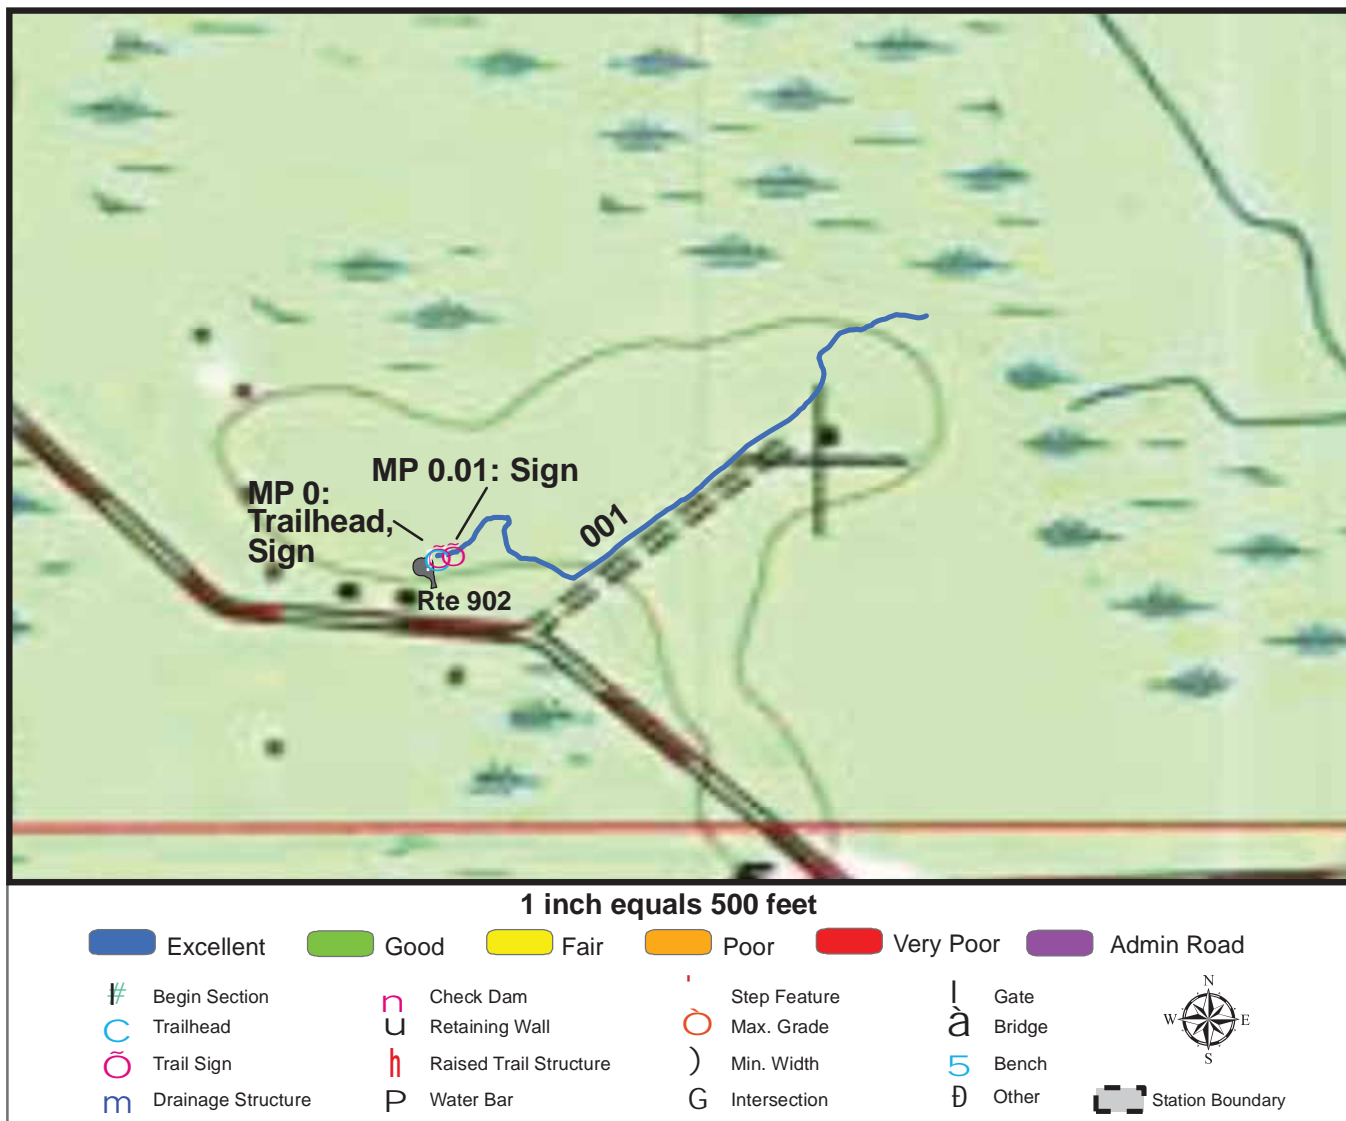 MP 0.01: Sign
MP 0:
Trailhead,
Sign
001
Rte 902
1 inch equals 500 feet
Excellent
Good
Fair
Poor
Very Poor
Admin Road
Begin Section
Trailhead
Trail Sign
m Drainage Structure
n Check Dam
u Retaining Wall
h Raised Trail Structure
P Water Bar
' Step Feature
Ò Max. Grade
) Min. Width
G Intersection
l Gate
à Bridge
5 Bench
Đ Other
N
W E
S
Station Boundary